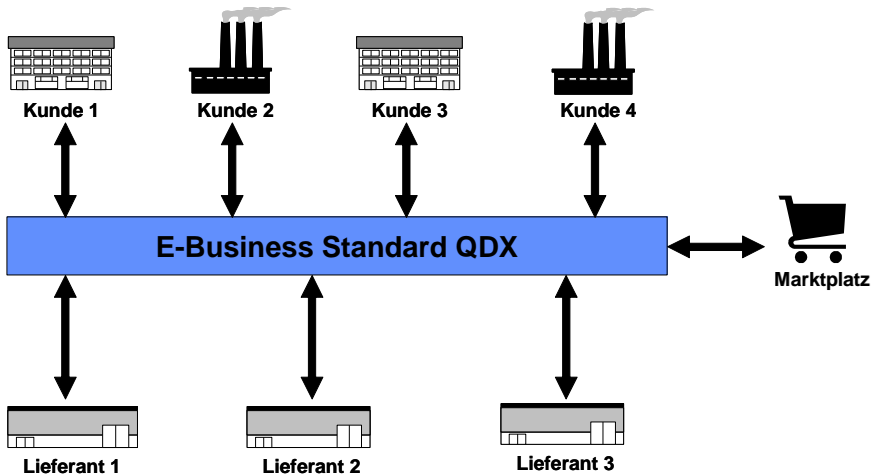 Kunde 1
Kunde 2
Kunde 3
Kunde 4
E-Business Standard QDX
Marktplatz
Lieferant 1
Lieferant 2
Lieferant 3